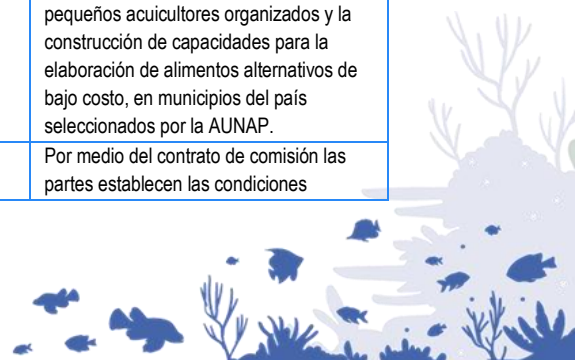 pequeños acuicultores organizados y la
construcción de capacidades para la
elaboración de alimentos alternativos de
bajo costo, en municipios del país
seleccionados por la AUNAP.
Por medio del contrato de comisión las
partes establecen las condiciones